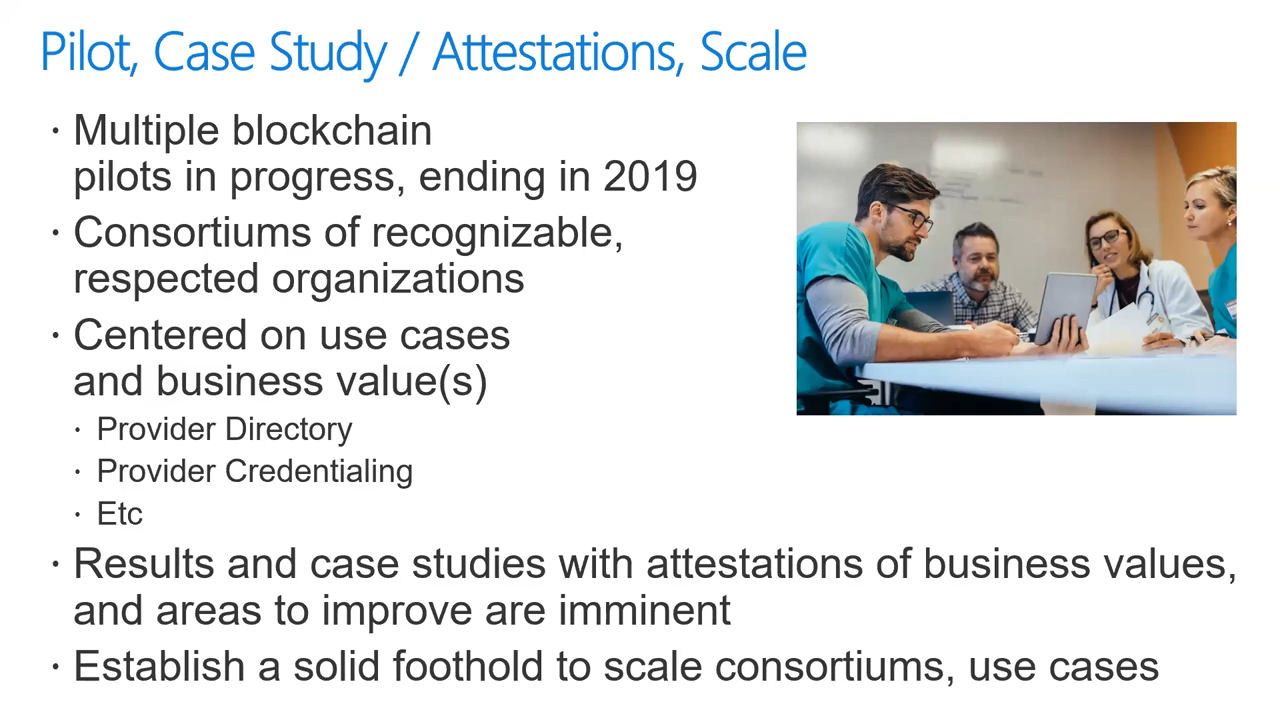 Pilot, Case Study / Attestations, Scale
· Multiple blockchain
pilots in progress, ending in 2019
· Consortiums of recognizable,
respected organizations
· Centered on use cases
and business value(s)
· Provider Directory
· Provider Credentialing
· Etc
· Results and case studies with attestations of business values,
and areas to improve are imminent
· Establish a solid foothold to scale consortiums, use cases